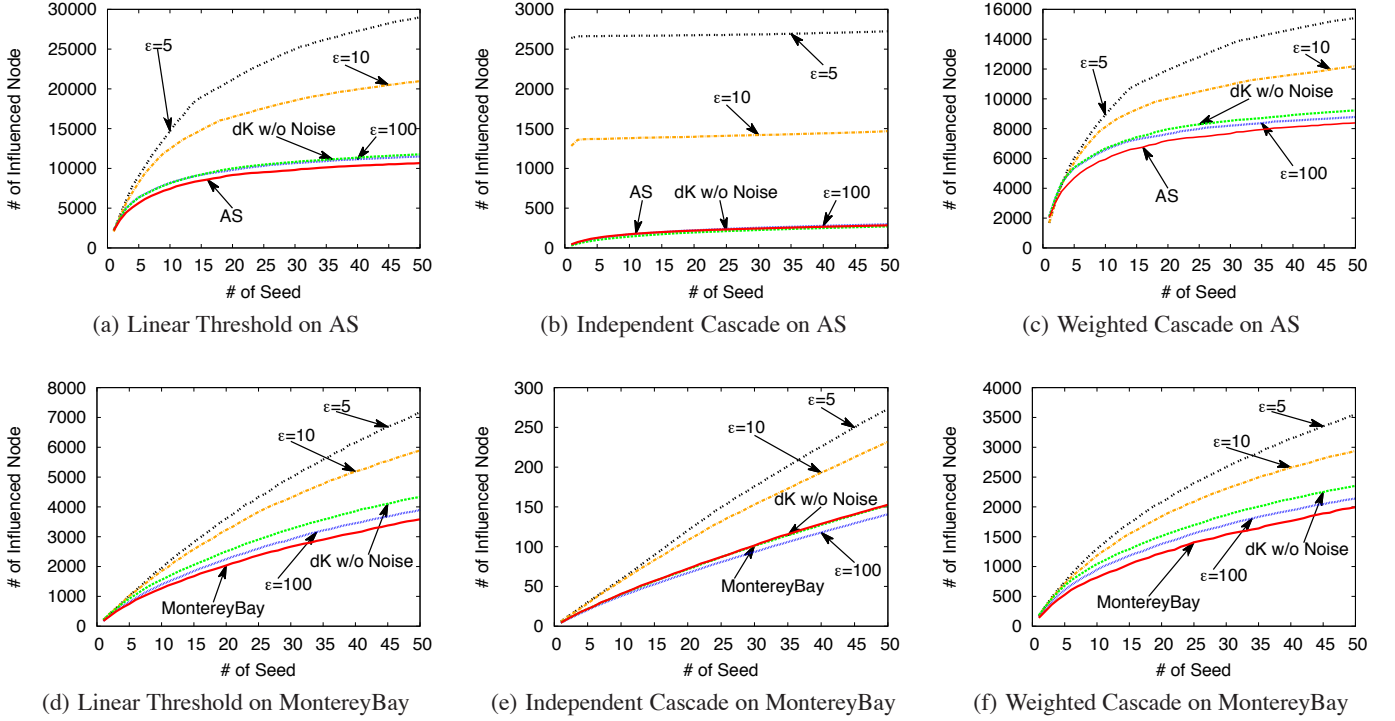 30000
25000
20000
15000
10000
5000
0
0 5 10 15 20 25 30 35 40 45 50
# of Influenced Node
# of Seed
ε=5
ε=10
dK w/o Noise
ε=100
AS
(a) Linear Threshold on AS
3000
2500
2000
1500
1000
500
0
0 5 10 15 20 25 30 35 40 45 50
# of Influenced Node
# of Seed
ε=5
ε=10
AS
dK w/o Noise
ε=100
(b) Independent Cascade on AS
16000
14000
12000
10000
8000
6000
4000
2000
0
0 5 10 15 20 25 30 35 40 45 50
# of Influenced Node
# of Seed
ε=5
ε=10
dK w/o Noise
ε=100
AS
(c) Weighted Cascade on AS
8000
7000
6000
5000
4000
3000
2000
1000
0
0 5 10 15 20 25 30 35 40 45 50
# of Influenced Node
# of Seed
ε=5
ε=10
dK w/o Noise
ε=100
MontereyBay
(d) Linear Threshold on MontereyBay
300
250
200
150
100
50
0
0 5 10 15 20 25 30 35 40 45 50
# of Influenced Node
# of Seed
ε=5
ε=10
dK w/o Noise
MontereyBay
ε=100
(e) Independent Cascade on MontereyBay
4000
3500
3000
2500
2000
1500
1000
500
0
0 5 10 15 20 25 30 35 40 45 50
# of Influenced Node
# of Seed
ε=5
ε=10
dK w/o Noise
ε=100
MontereyBay
(f) Weighted Cascade on MontereyBay